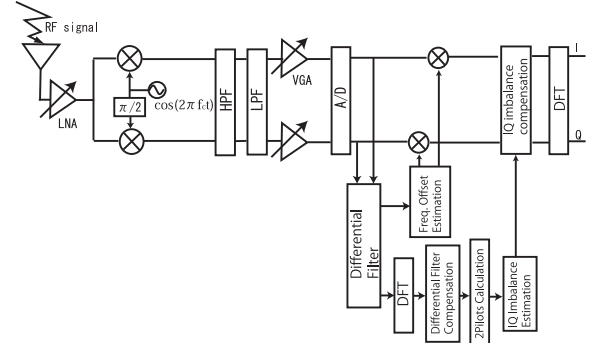 RF signal
LNA
π/2
cos(2π fct)
HPF
LPF
VGA
A/D
IQ imbalance
compensation
DFT
I
Q
Differential
Filter
Freq. Offset
Estimation
DFT
Differential Filter
Compensation
2Pilots Calculation
IQ Imbalance
Estimation